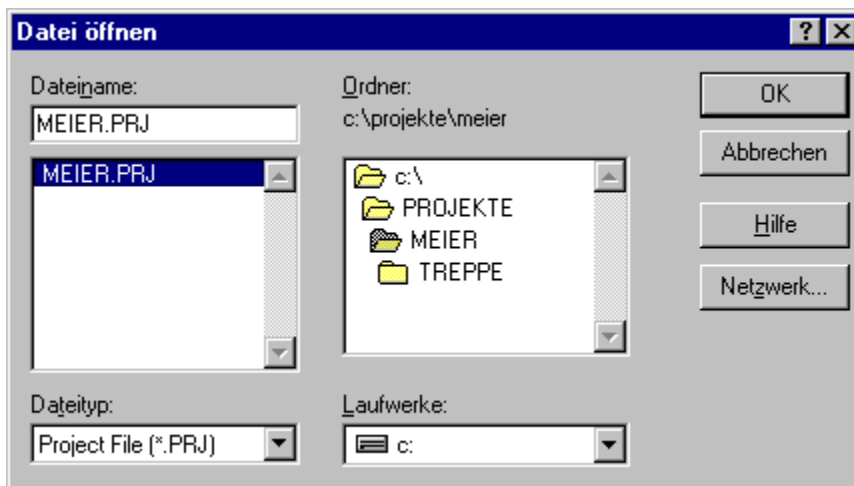 Datei öffnen
Dateiname:
MEIER.PRJ
MEIER.PRJ
Dateityp:
Project File (*.PRJ)
Ordner:
c:\projekte\meier
c:\
PROJEKTE
MEIER
TREPPE
Laufwerke:
c:
OK
Abbrechen
Hilfe
Netzwerk...